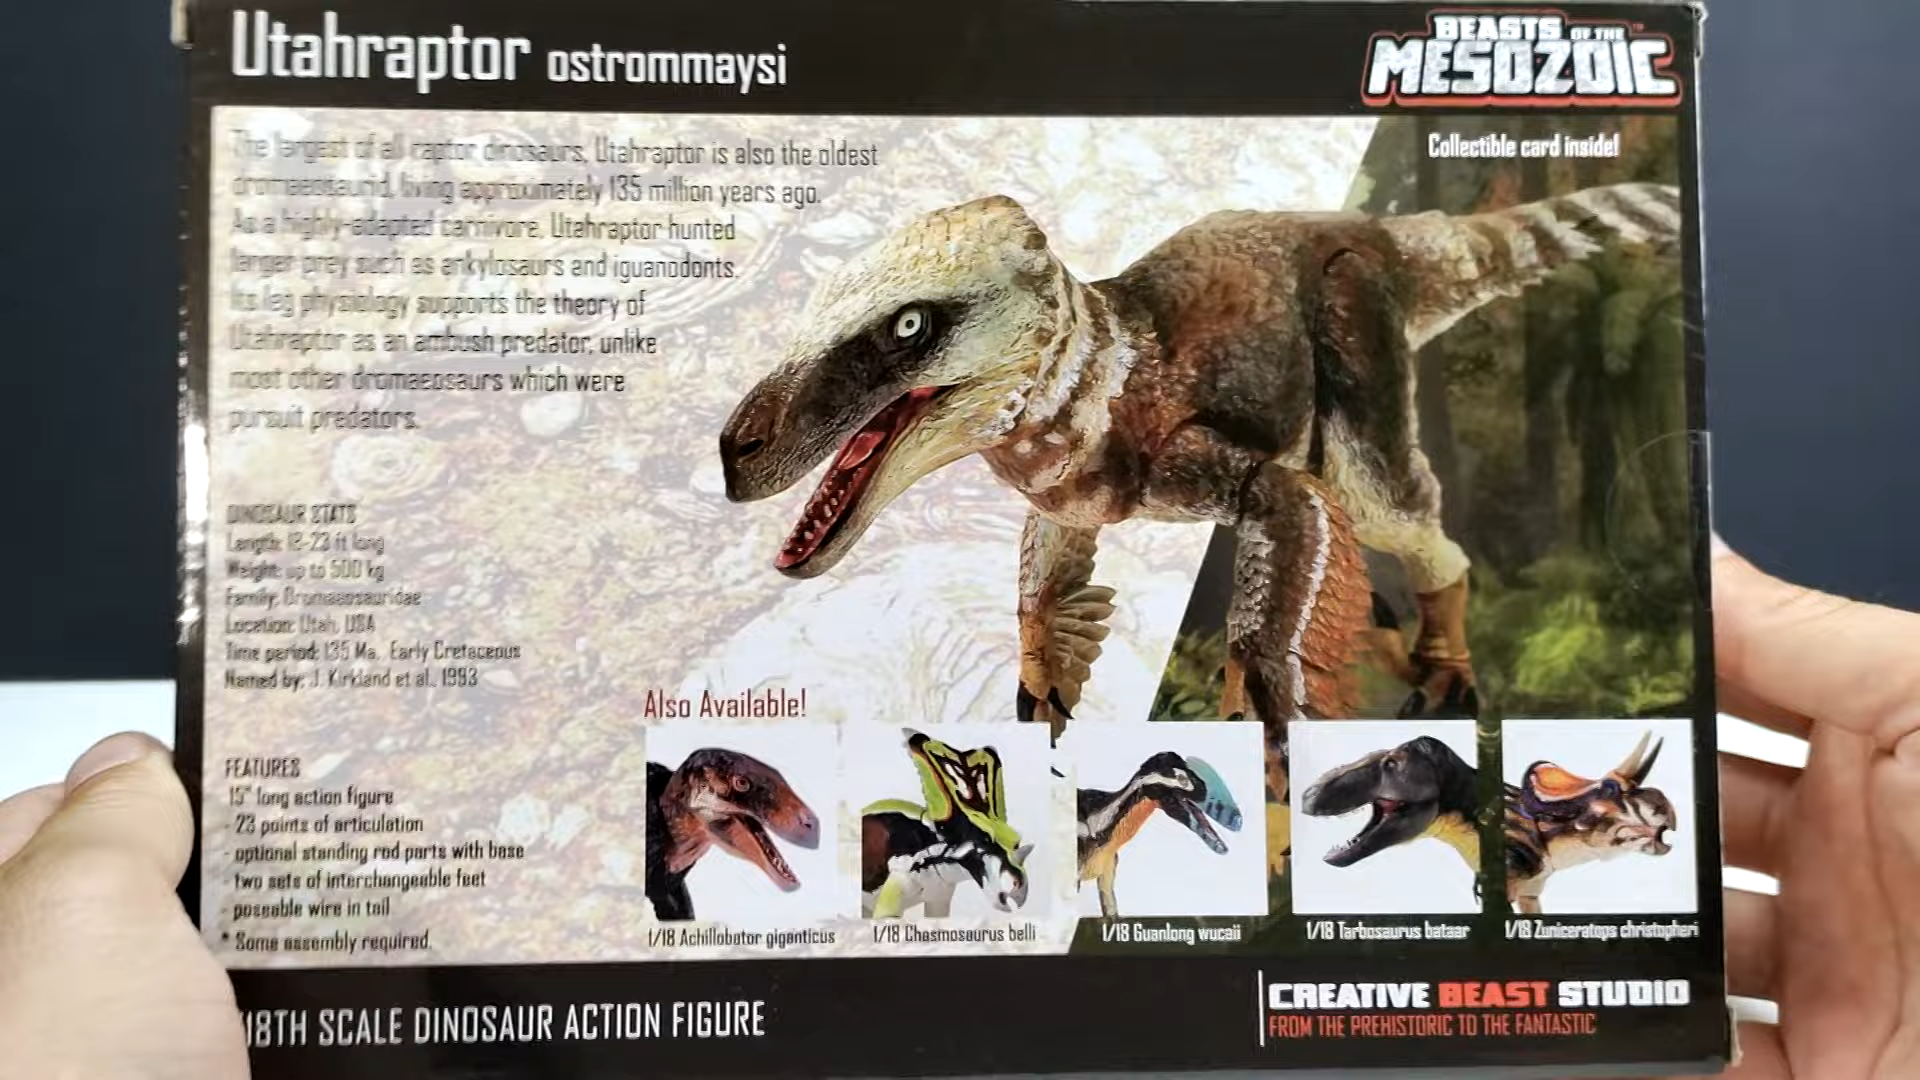 Utahraptor ostrommaysi
BEASTS OF THE
MESOZOIC
™
Collectible card inside!
The largest of all raptor dinosaurs, Utahraptor is also the oldest
dromaeosaurid, living approximately 135 million years ago.
As a highly-adapted carnivore, Utahraptor hunted
larger prey such as ankylosaurs and iguanodonts.
Its leg physiology supports the theory of
Utahraptor as an ambush predator, unlike
most other dromaeosaurs which were
pursuit predators.
DINOSAUR STATS
Length: 18-23 ft long
Weight: up to 500 kg
Family: Dromaeosauridae
Location: Utah, USA
Time period: 135 Ma. Early Cretaceous
Named by: J. Kirkland et al., 1993
FEATURES
15" long action figure
- 23 points of articulation
- optional standing rod parts with base
- two sets of interchangeable feet
- poseable wire in tail
* Some assembly required.
Also Available!
1/18 Achillobator giganticus
1/18 Chasmosaurus belli
1/18 Guanlong wucaii
1/18 Tarbosaurus bataar
1/18 Zuniceratops christopheri
/18TH SCALE DINOSAUR ACTION FIGURE
CREATIVE BEAST STUDIO
FROM THE PREHISTORIC TO THE FANTASTIC